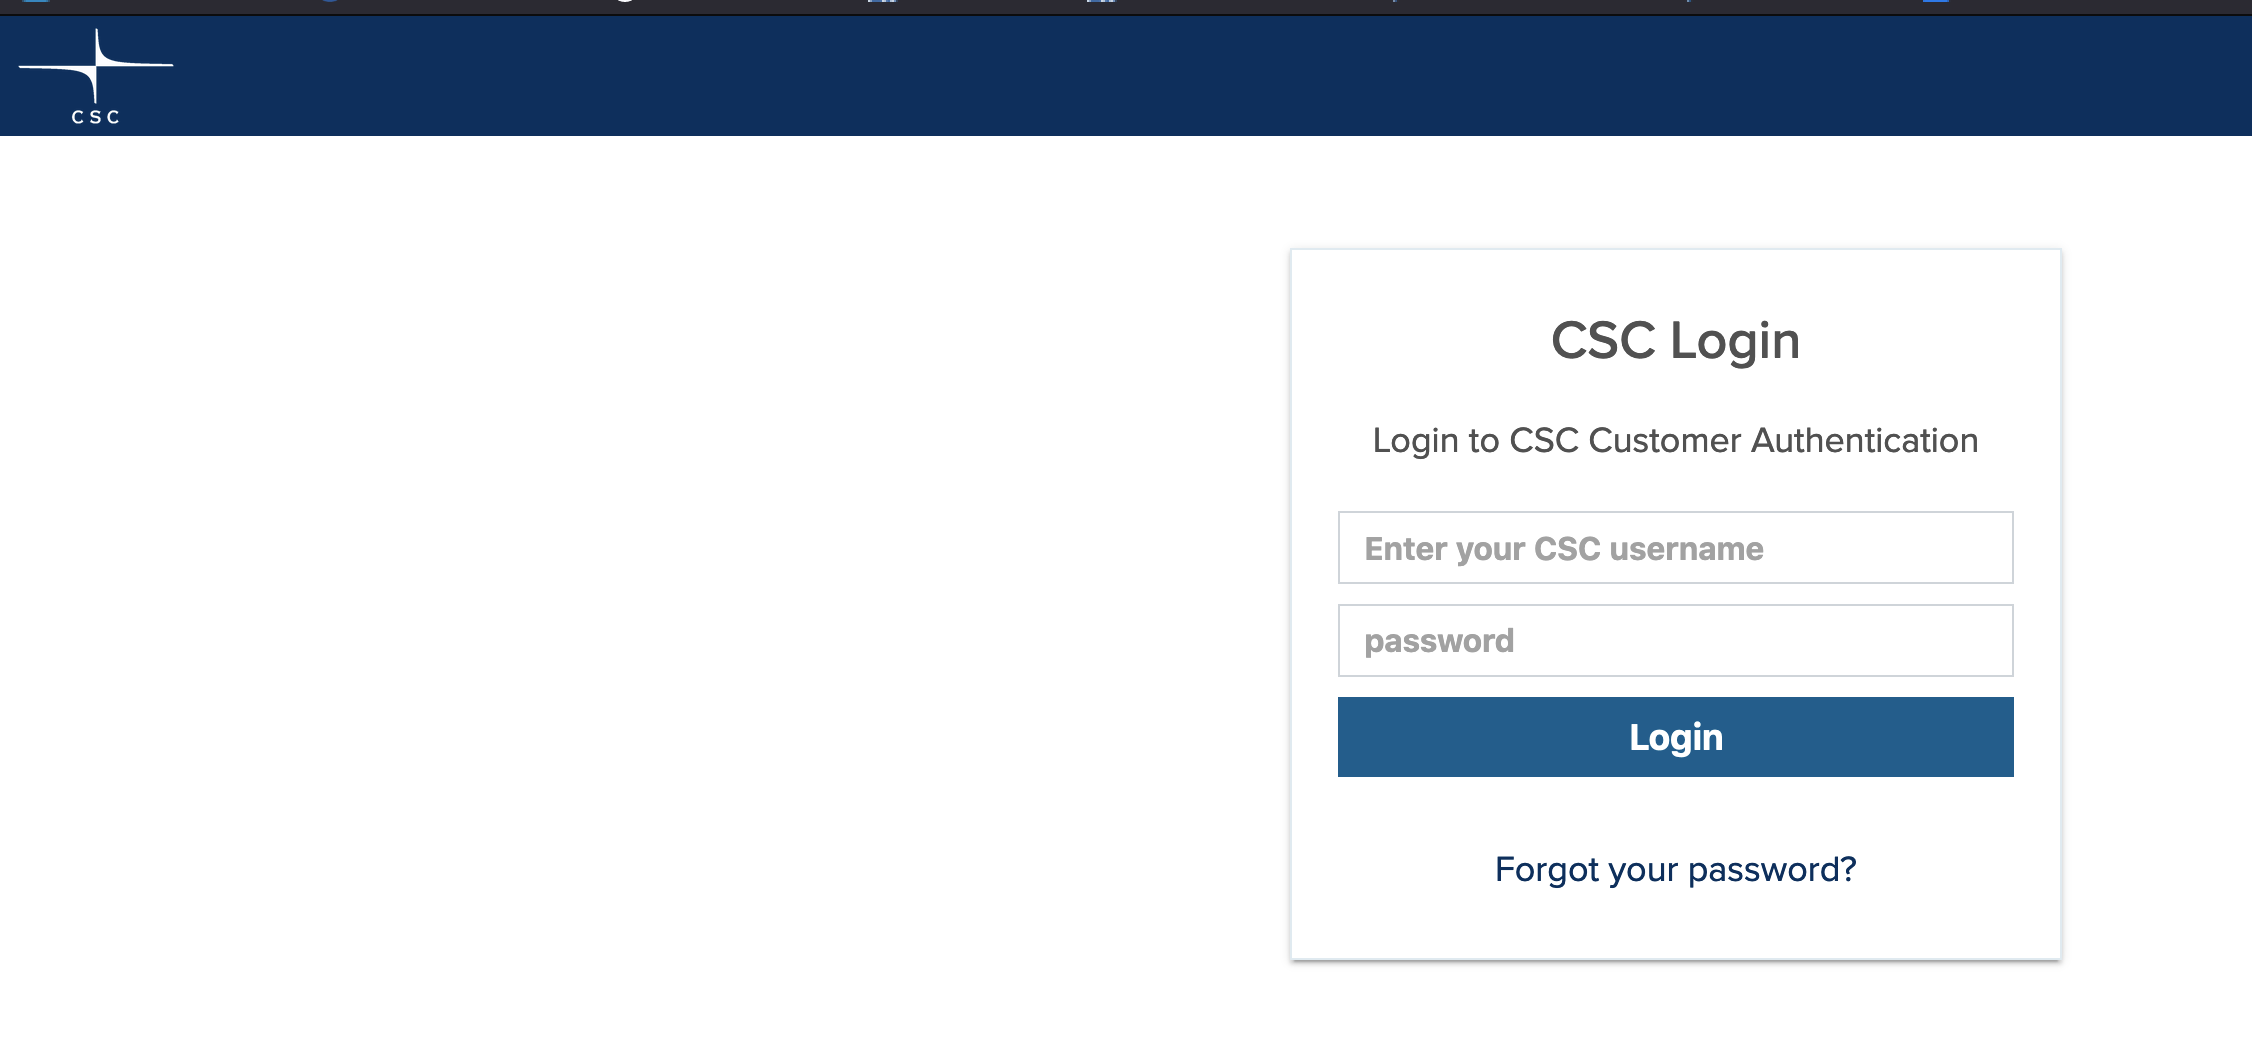 CSC
CSC Login
Login to CSC Customer Authentication
Enter your CSC username
password
Login
Forgot your password?